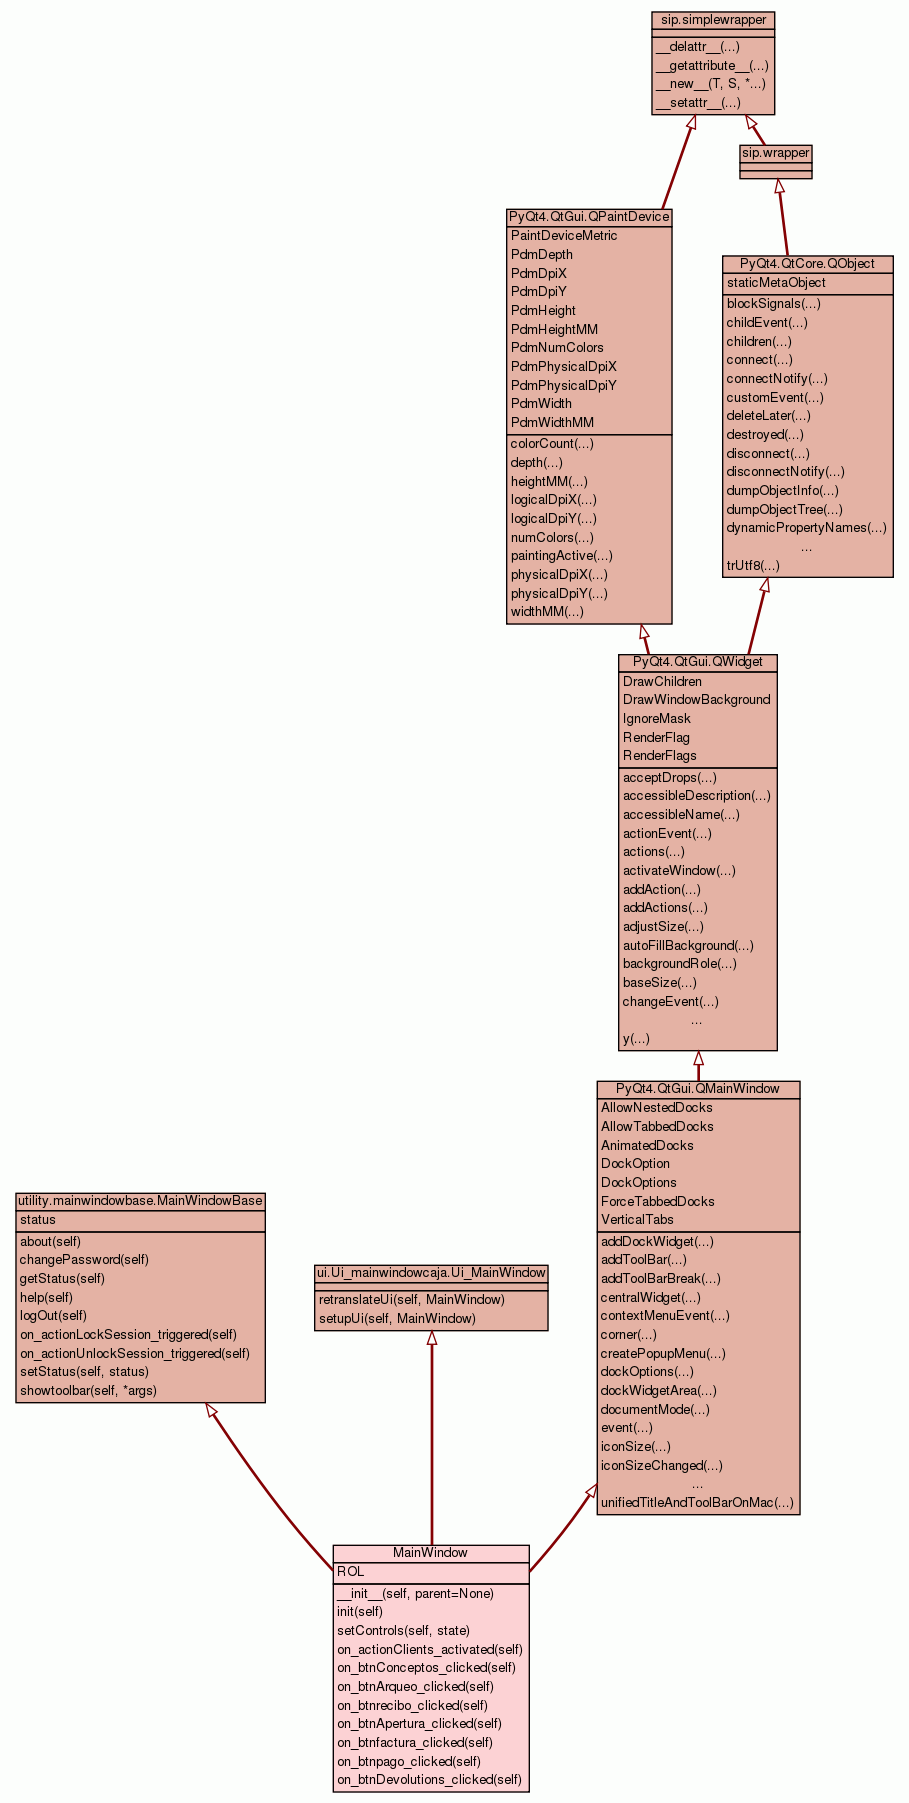 sip.simplewrapper
__delattr__(...)
__getattribute__(...)
__new__(T, S, *...)
__setattr__(...)
sip.wrapper
PyQt4.QtGui.QPaintDevice
PaintDeviceMetric
PdmDepth
PdmDpiX
PdmDpiY
PdmHeight
PdmHeightMM
PdmNumColors
PdmPhysicalDpiX
PdmPhysicalDpiY
PdmWidth
PdmWidthMM
colorCount(...)
depth(...)
heightMM(...)
logicalDpiX(...)
logicalDpiY(...)
numColors(...)
paintingActive(...)
physicalDpiX(...)
physicalDpiY(...)
widthMM(...)
PyQt4.QtCore.QObject
staticMetaObject
blockSignals(...)
childEvent(...)
children(...)
connect(...)
connectNotify(...)
customEvent(...)
deleteLater(...)
destroyed(...)
disconnect(...)
disconnectNotify(...)
dumpObjectInfo(...)
dumpObjectTree(...)
dynamicPropertyNames(...)
...
trUtf8(...)
PyQt4.QtGui.QWidget
DrawChildren
DrawWindowBackground
IgnoreMask
RenderFlag
RenderFlags
acceptDrops(...)
accessibleDescription(...)
accessibleName(...)
actionEvent(...)
actions(...)
activateWindow(...)
addAction(...)
addActions(...)
adjustSize(...)
autoFillBackground(...)
backgroundRole(...)
baseSize(...)
changeEvent(...)
...
y(...)
PyQt4.QtGui.QMainWindow
AllowNestedDocks
AllowTabbedDocks
AnimatedDocks
DockOption
DockOptions
ForceTabbedDocks
VerticalTabs
addDockWidget(...)
addToolBar(...)
addToolBarBreak(...)
centralWidget(...)
contextMenuEvent(...)
corner(...)
createPopupMenu(...)
dockOptions(...)
dockWidgetArea(...)
documentMode(...)
event(...)
iconSize(...)
iconSizeChanged(...)
...
unifiedTitleAndToolBarOnMac(...)
utility.mainwindowbase.MainWindowBase
status
about(self)
changePassword(self)
getStatus(self)
help(self)
logOut(self)
on_actionLockSession_triggered(self)
on_actionUnlockSession_triggered(self)
setStatus(self, status)
showtoolbar(self, *args)
ui.Ui_mainwindowcaja.Ui_MainWindow
retranslateUi(self, MainWindow)
setupUi(self, MainWindow)
MainWindow
ROL
__init__(self, parent=None)
init(self)
setControls(self, state)
on_actionClients_activated(self)
on_btnConceptos_clicked(self)
on_btnArqueo_clicked(self)
on_btnrecibo_clicked(self)
on_btnApertura_clicked(self)
on_btnfactura_clicked(self)
on_btnpago_clicked(self)
on_btnDevolutions_clicked(self)